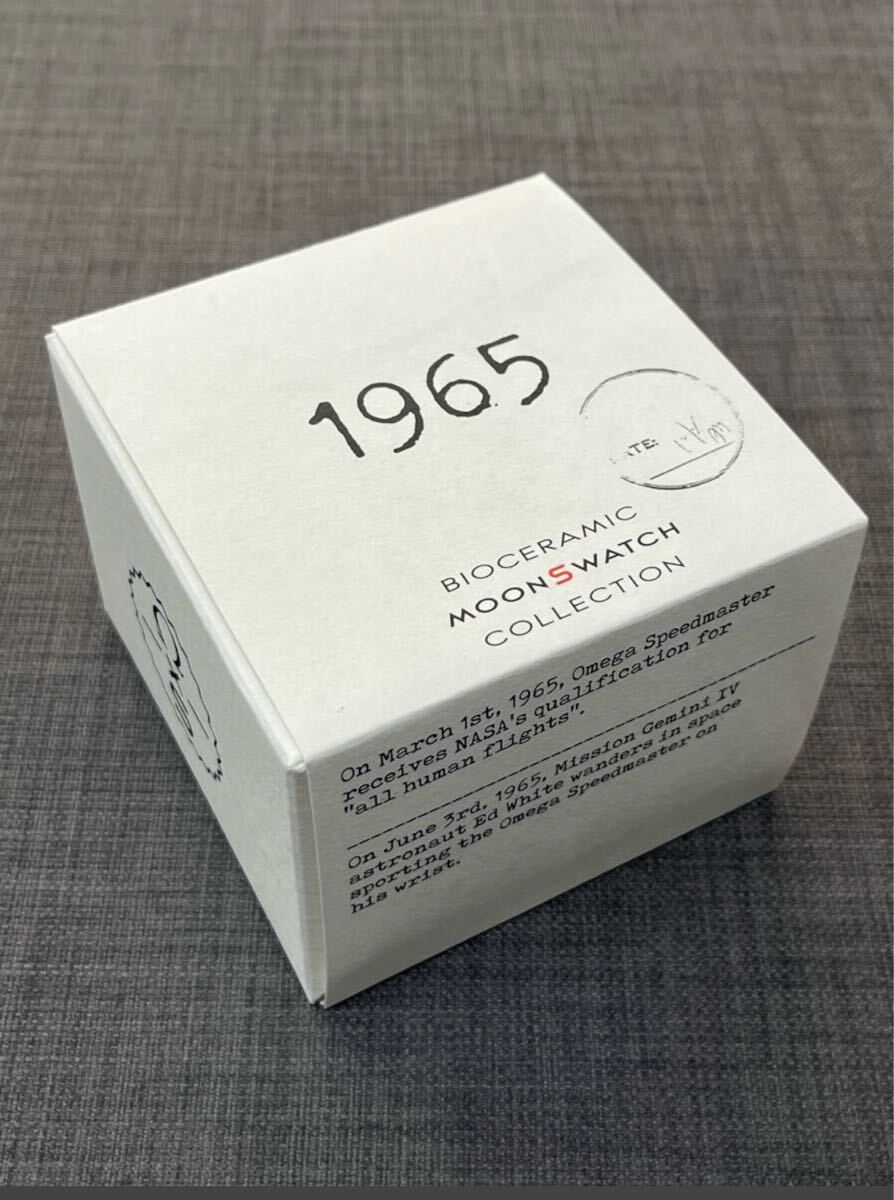 1965
BIOCERAMIC
MOONSWATCH
COLLECTION
On March 1st, 1965, Omega Speedmaster
receives NASA's qualification for
"all human flights".
On June 3rd, 1965, Mission Gemini IV
astronaut Ed White wanders in space
sporting the Omega Speedmaster on
his wrist.